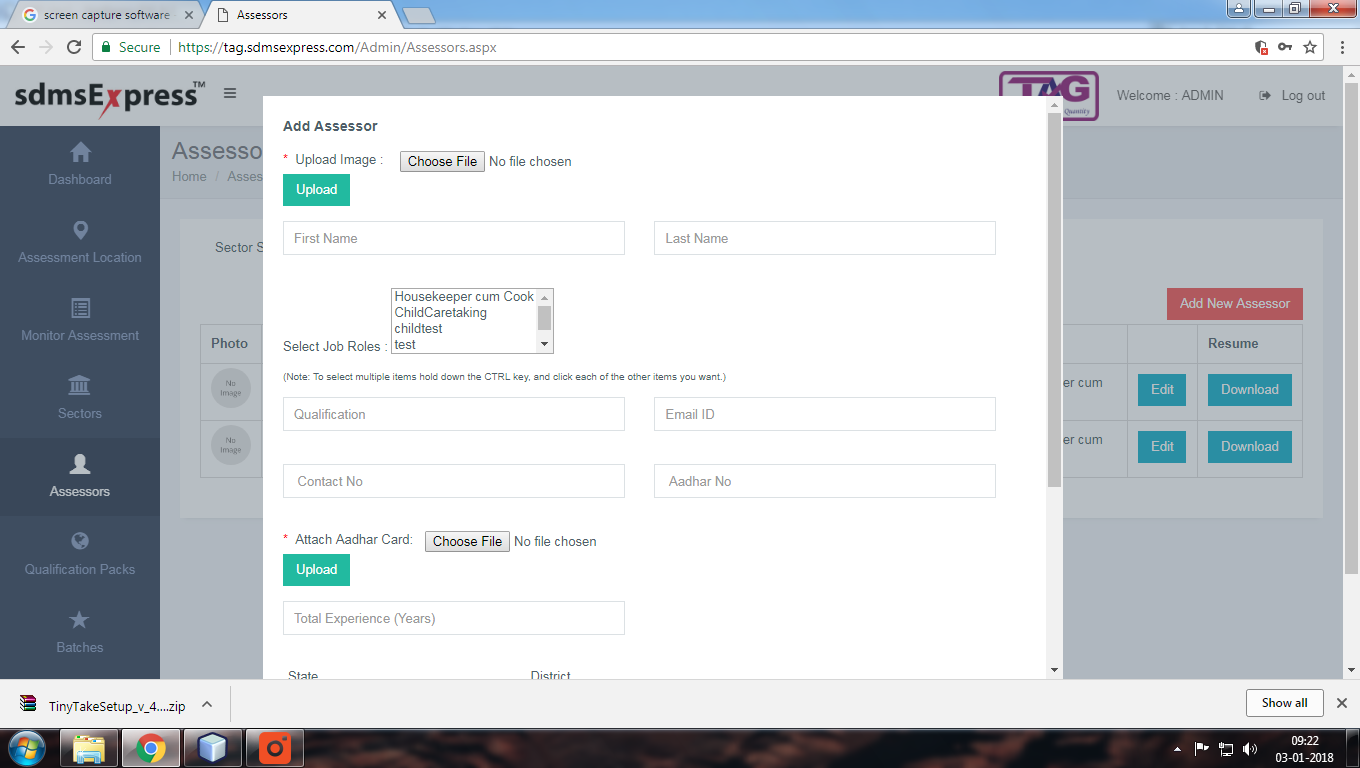 screen capture software
Assessors
Secure
https://tag.sdmsexpress.com/Admin/Assessors.aspx
sdmsExpress™
TAG
Quantify
Welcome : ADMIN
Log out
Dashboard
Assessment Location
Monitor Assessment
Sectors
Assessors
Qualification Packs
Batches
Assesso
Home / Asses
Sector S
Add New Assessor
Photo
Resume
No
Image
er cum
Edit
Download
No
Image
er cum
Edit
Download
Add Assessor
* Upload Image :
Choose File No file chosen
Upload
First Name
Last Name
Select Job Roles :
Housekeeper cum Cook
ChildCaretaking
childtest
test
(Note: To select multiple items hold down the CTRL key, and click each of the other items you want.)
Qualification
Email ID
Contact No
Aadhar No
* Attach Aadhar Card:
Choose File No file chosen
Upload
Total Experience (Years)
State
District
TinyTakeSetup_v_4....zip
Show all
09:22
03-01-2018